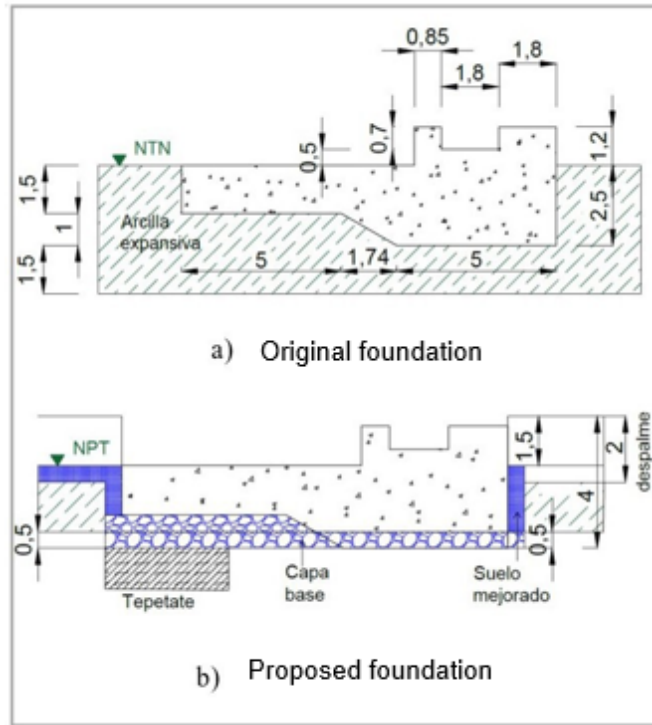 0,85
1,8
1,8
NTN
0,5
0,7
1,2
1,5
1
1,5
2,5
Arcilla
expansiva
5
1,74
5
a) Original foundation
NPT
1,5
2
4
despalme
0,5
0,5
Tepetate
Capa
base
Suelo
mejorado
b) Proposed foundation